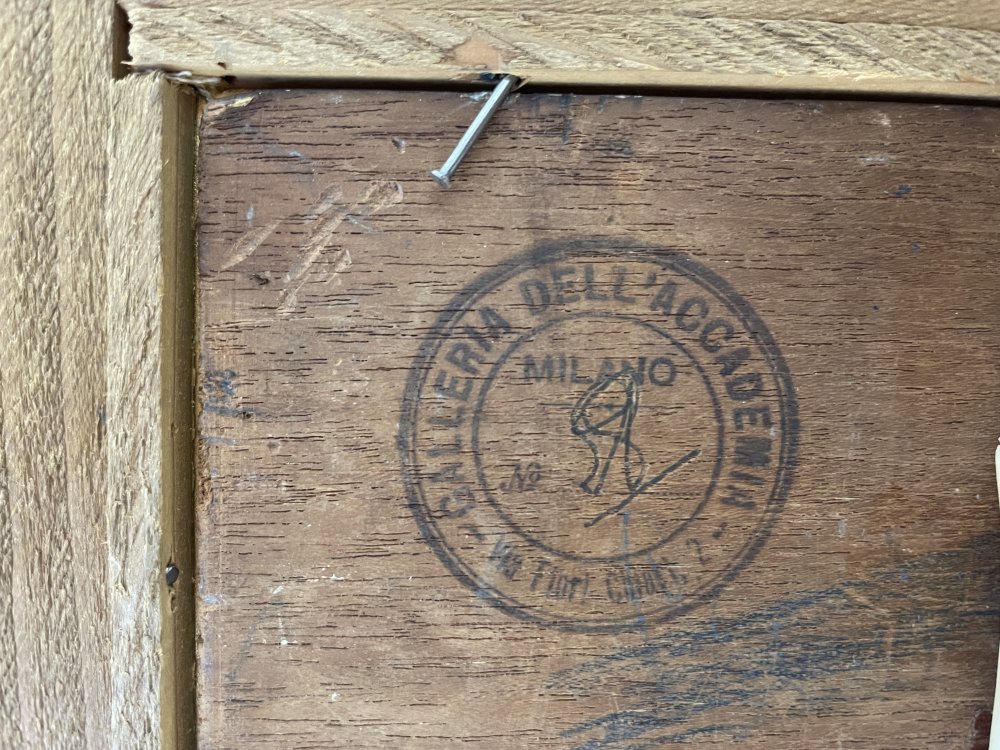 GALLERIA DELL'ACCADEMIA
MILANO
No
- Via Fiori Chiari, 2 -